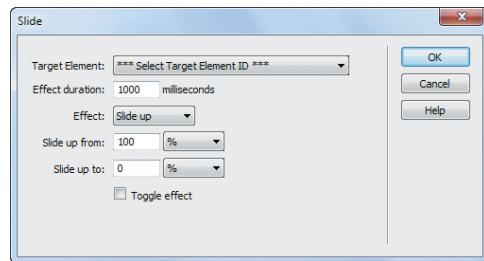 Slide
Target Element: *** Select Target Element ID ***
OK
Effect duration: 1000 milliseconds
Cancel
Effect: Slide up
Help
Slide up from: 100 %
Slide up to: 0 %
Toggle effect